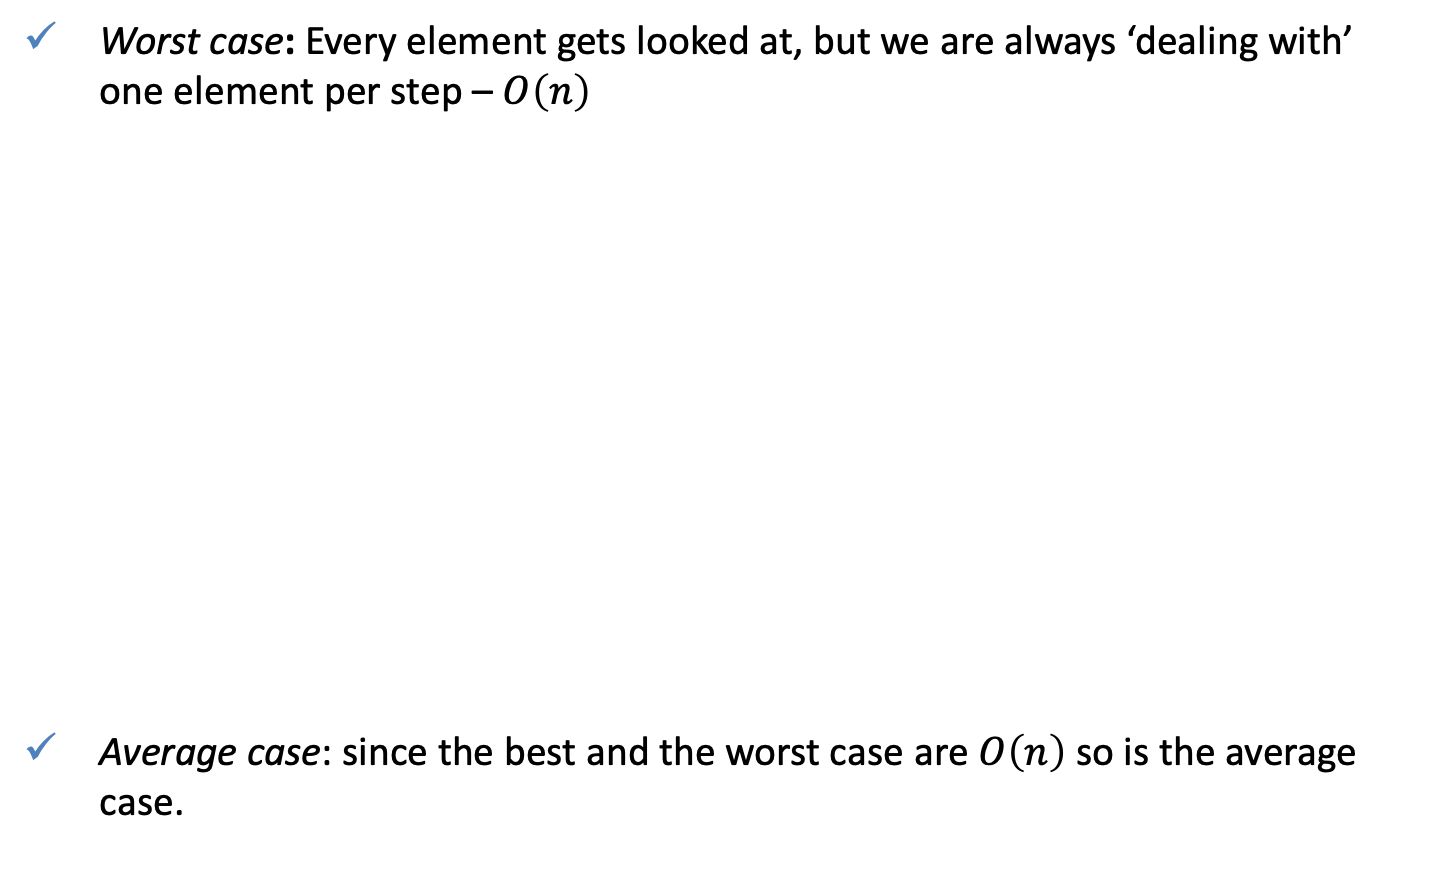 ✓ Worst case: Every element gets looked at, but we are always ‘dealing with’
one element per step – O(n)
✓ Average case: since the best and the worst case are O(n) so is the average
case.